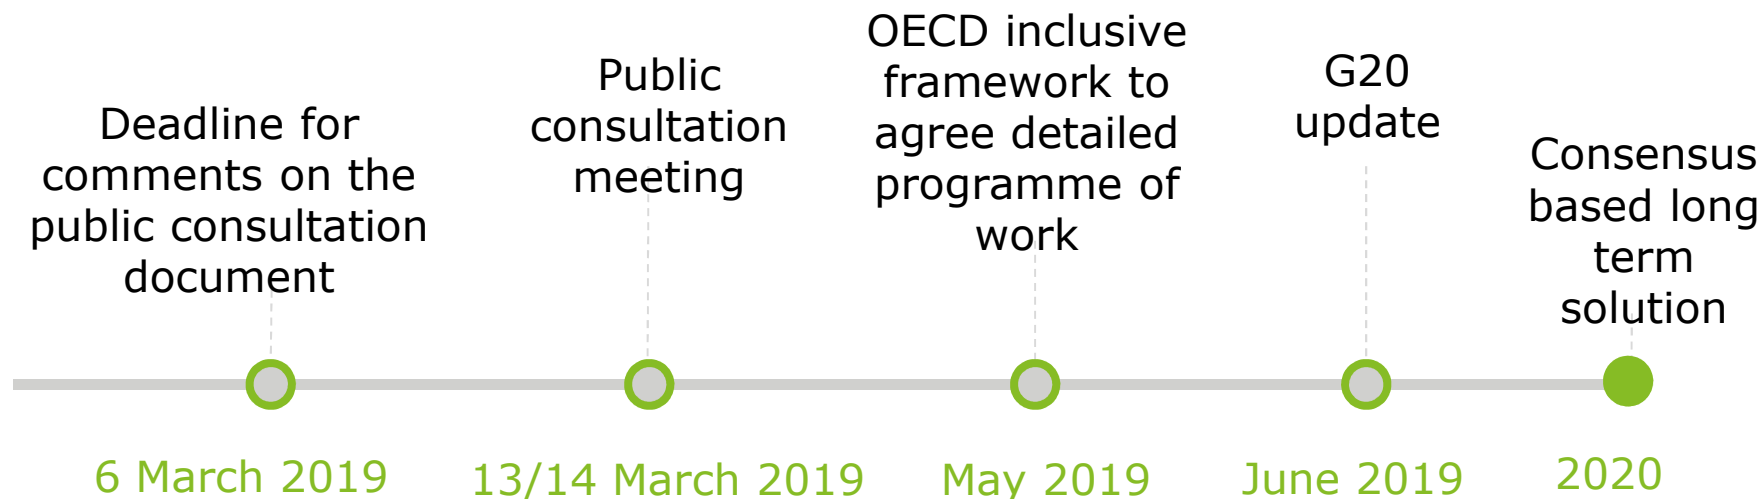 Deadline for
comments on the
public consultation
document
Public
consultation
meeting
OECD inclusive
framework to
agree detailed
programme of
work
G20
update
Consensus
based long
term
solution
6 March 2019
13/14 March 2019
May 2019
June 2019
2020